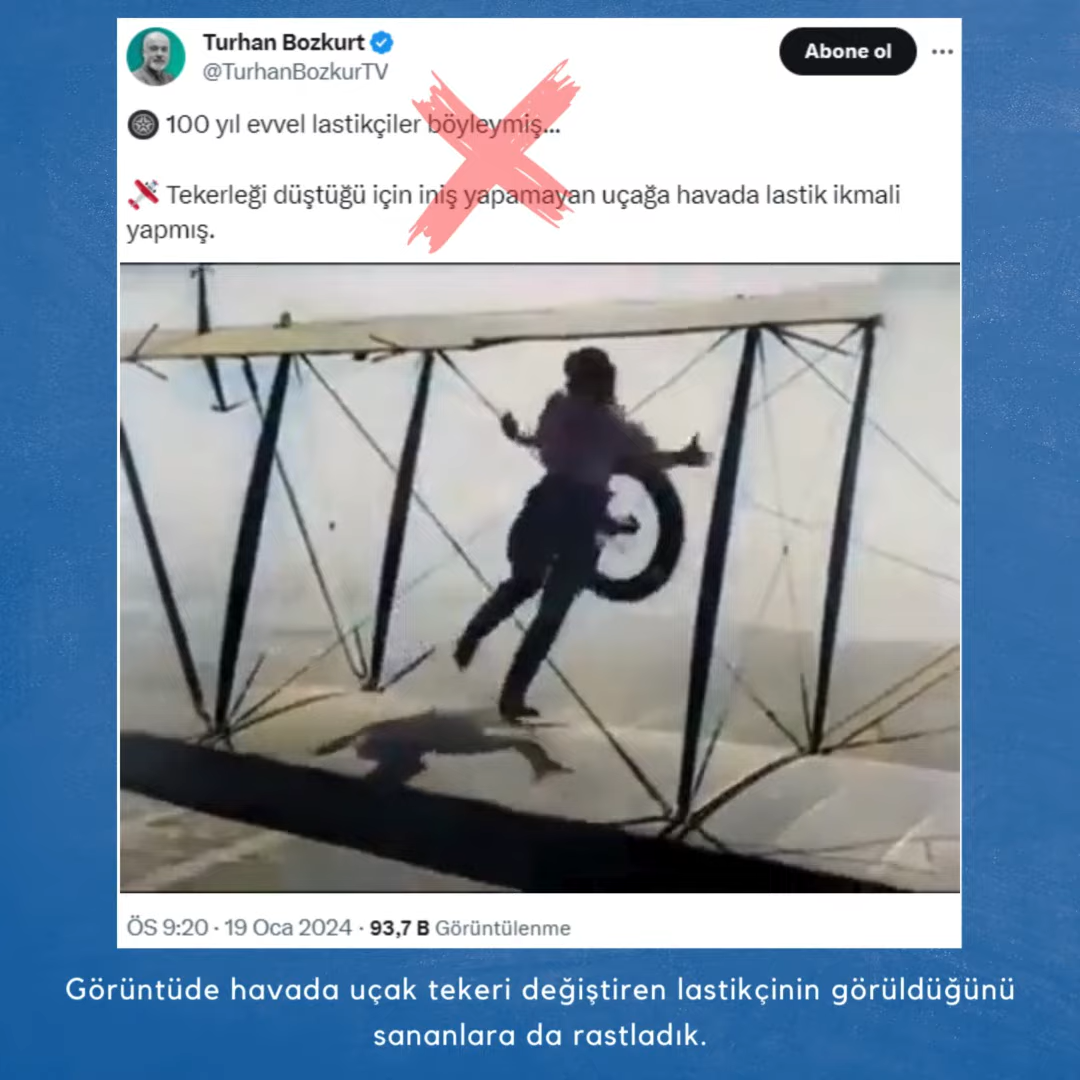 Turhan Bozkurt
@TurhanBozkurTV
Abone ol
100 yıl evvel lastikçiler böyleymiş...
Tekerleği düştüğü için iniş yapamayan uçağa havada lastik ikmali
yapmış.
ÖS 9:20 · 19 Oca 2024 · 93,7 B Görüntülenme
Görüntüde havada uçak tekeri değiştiren lastikçinin görüldüğünü
sananlara da rastladık.